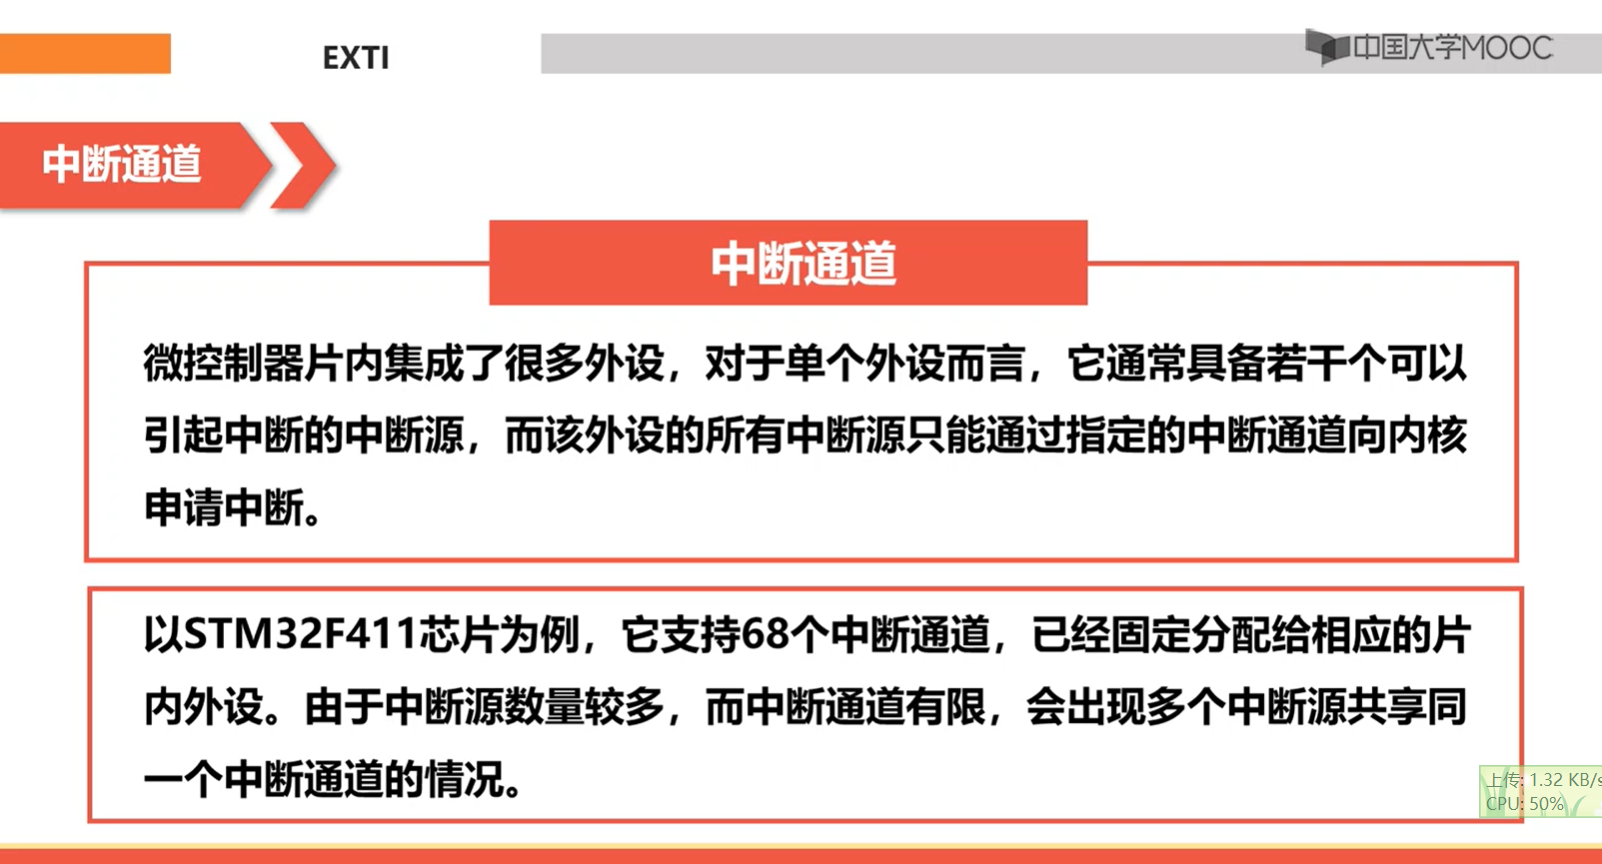 EXTI
中国大学MOOC
中断通道
中断通道
微控制器片内集成了很多外设，对于单个外设而言，它通常具备若干个可以
引起中断的中断源，而该外设的所有中断源只能通过指定的中断通道向内核
申请中断。
以STM32F411芯片为例，它支持68个中断通道，已经固定分配给相应的片
内外设。由于中断源数量较多，而中断通道有限，会出现多个中断源共享同
一个中断通道的情况。
上传: 1.32 KB/s
CPU: 50%